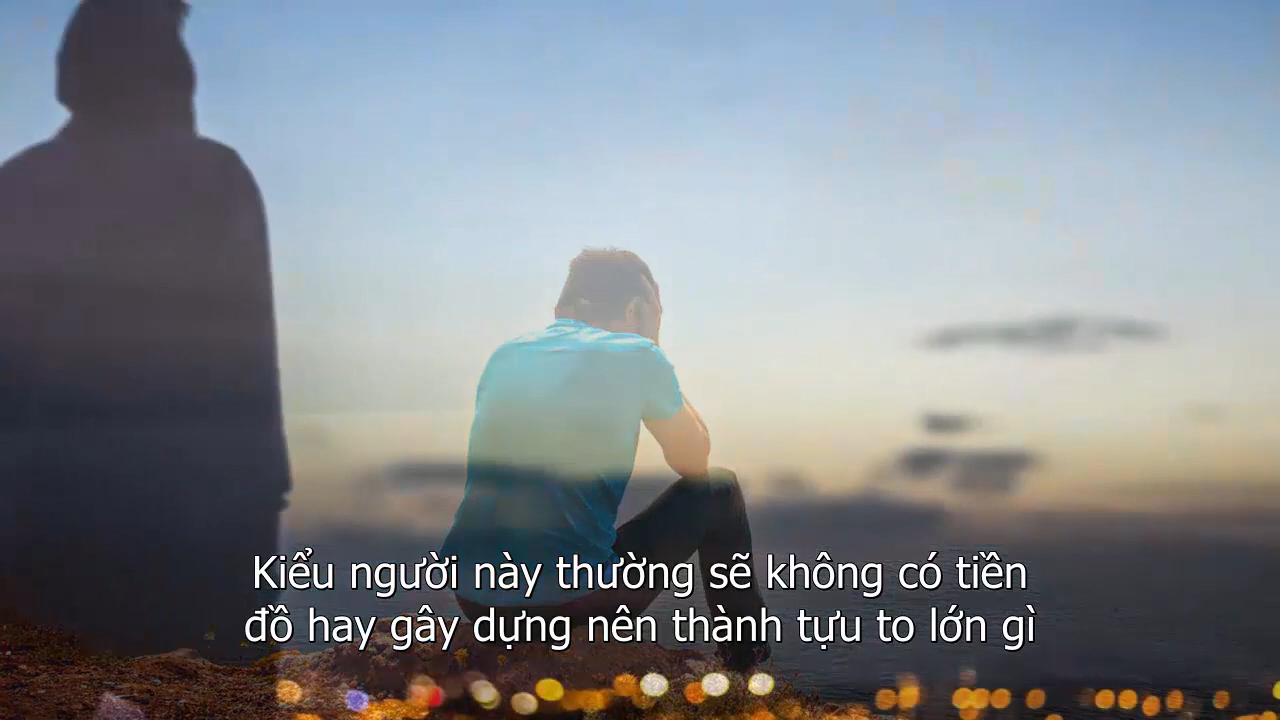 Kiểu người này thường sẽ không có tiền
đồ hay gây dựng nên thành tựu to lớn gì